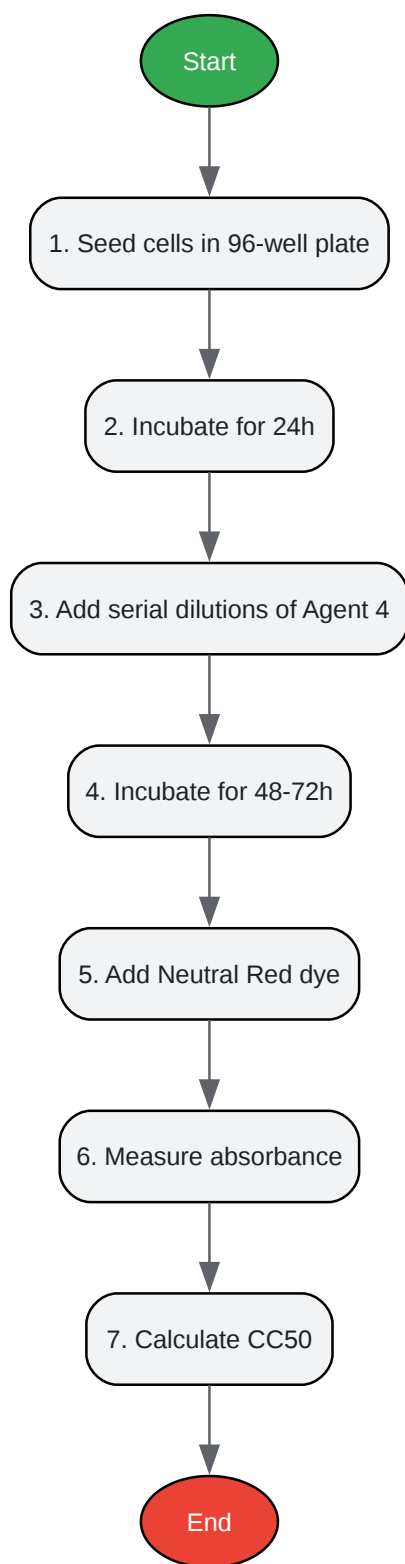 Start
1. Seed cells in 96-well plate
2. Incubate for 24h
3. Add serial dilutions of Agent 4
4. Incubate for 48-72h
5. Add Neutral Red dye
6. Measure absorbance
7. Calculate CC50
End